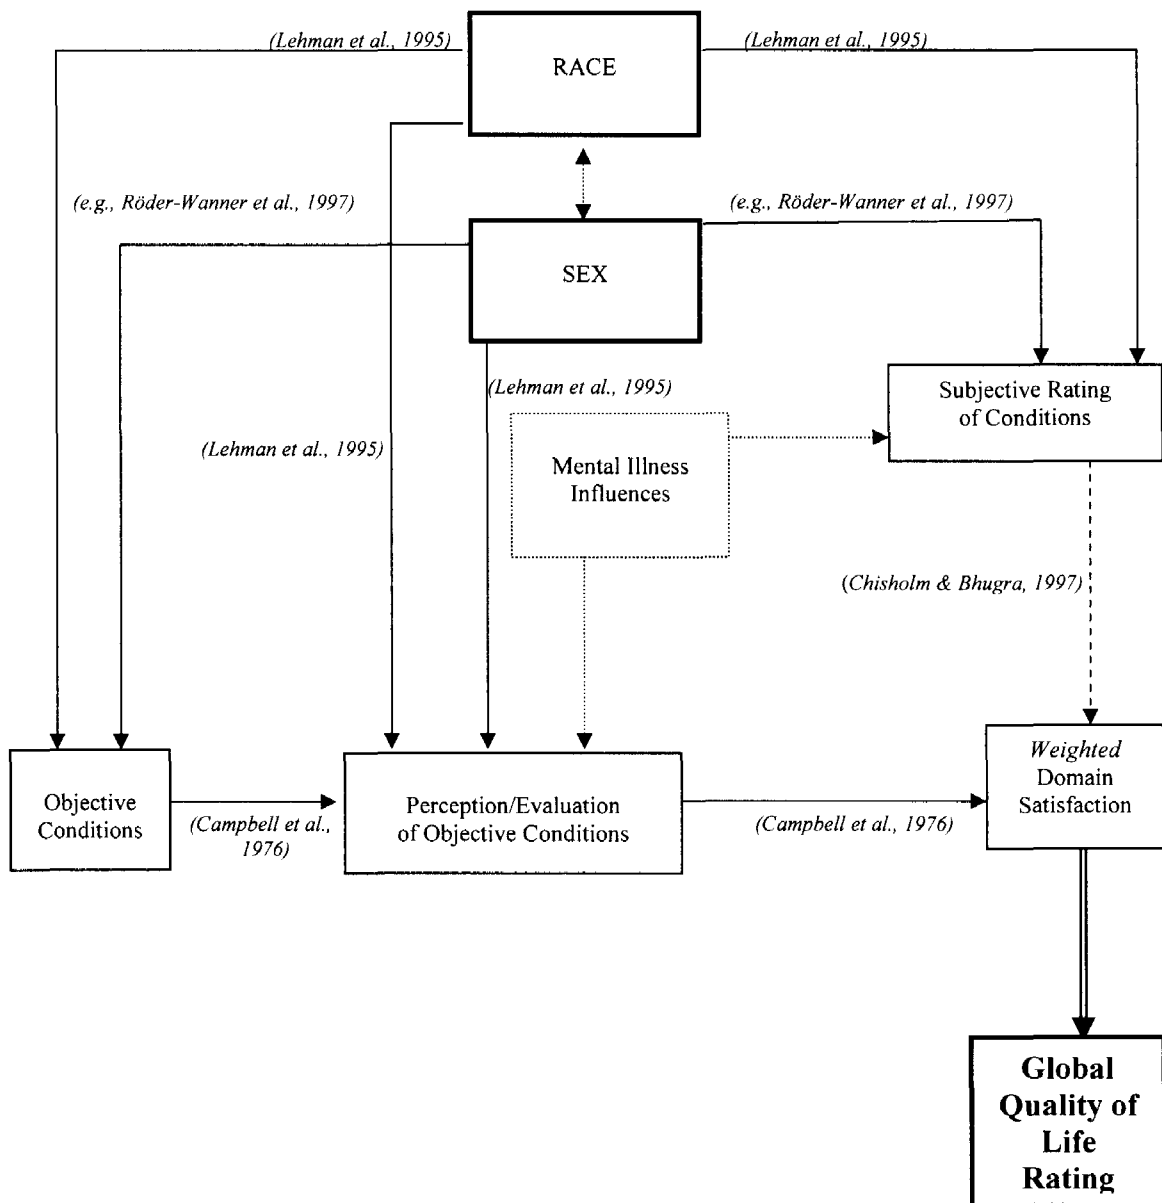 (Lehman et al., 1995)
(Lehman et al., 1995)
RACE
(e.g., Röder-Wanner et al., 1997)
(e.g., Röder-Wanner et al., 1997)
SEX
(Lehman et al., 1995)
Subjective Rating
of Conditions
(Lehman et al., 1995)
Mental Illness
Influences
(Chisholm & Bhugra, 1997)
Objective
Conditions
(Campbell et al.,
1976)
Perception/Evaluation
of Objective Conditions
(Campbell et al., 1976)
Weighted
Domain
Satisfaction
Global
Quality of
Life
Rating